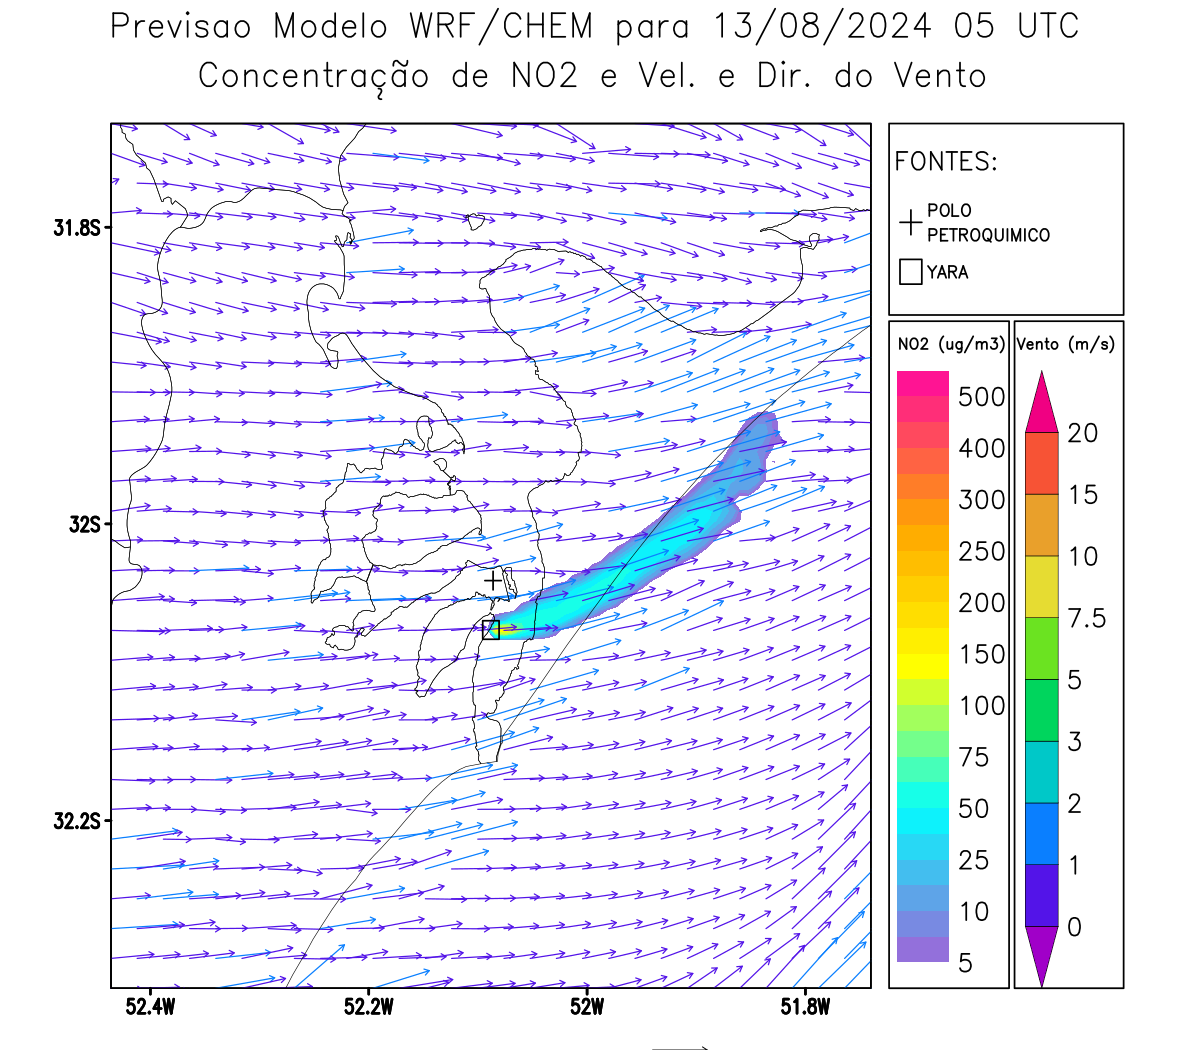 Previsao Modelo WRF/CHEM para 13/08/2024 05 UTC
Concentração de NO2 e Vel. e Dir. do Vento
FONTES:
POLO
PETROQUIMICO
YARA
NO2 (ug/m3)
500
400
300
250
200
150
100
75
50
25
10
5
Vento (m/s)
20
15
10
7.5
5
3
2
1
0
31.8S
32S
32.2S
52.4W 52.2W 52W 51.8W